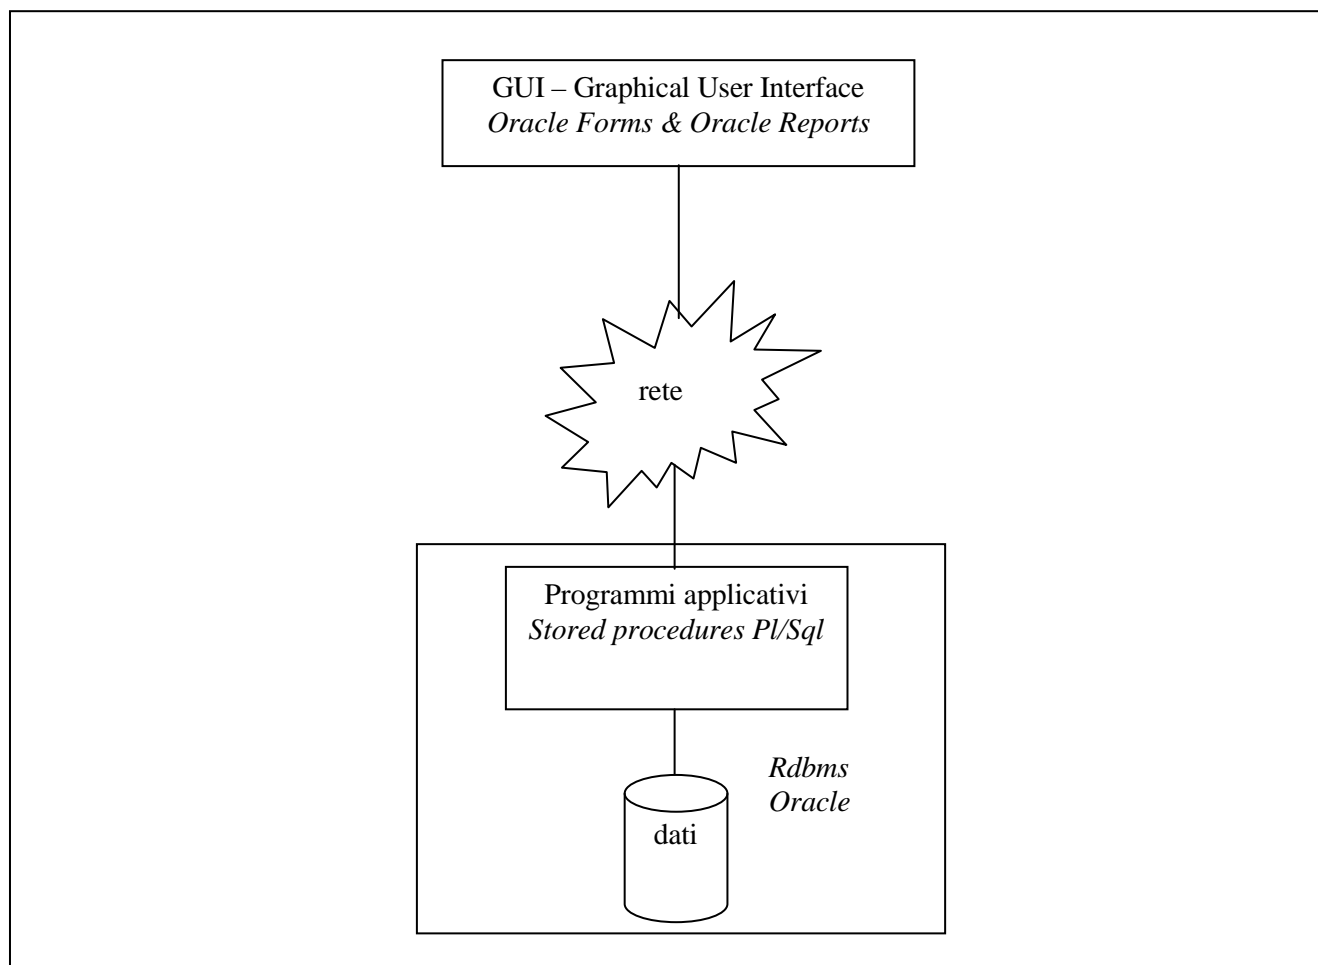 GUI – Graphical User Interface
Oracle Forms & Oracle Reports
rete
Programmi applicativi
Stored procedures Pl/Sql
Rdbms
Oracle
dati